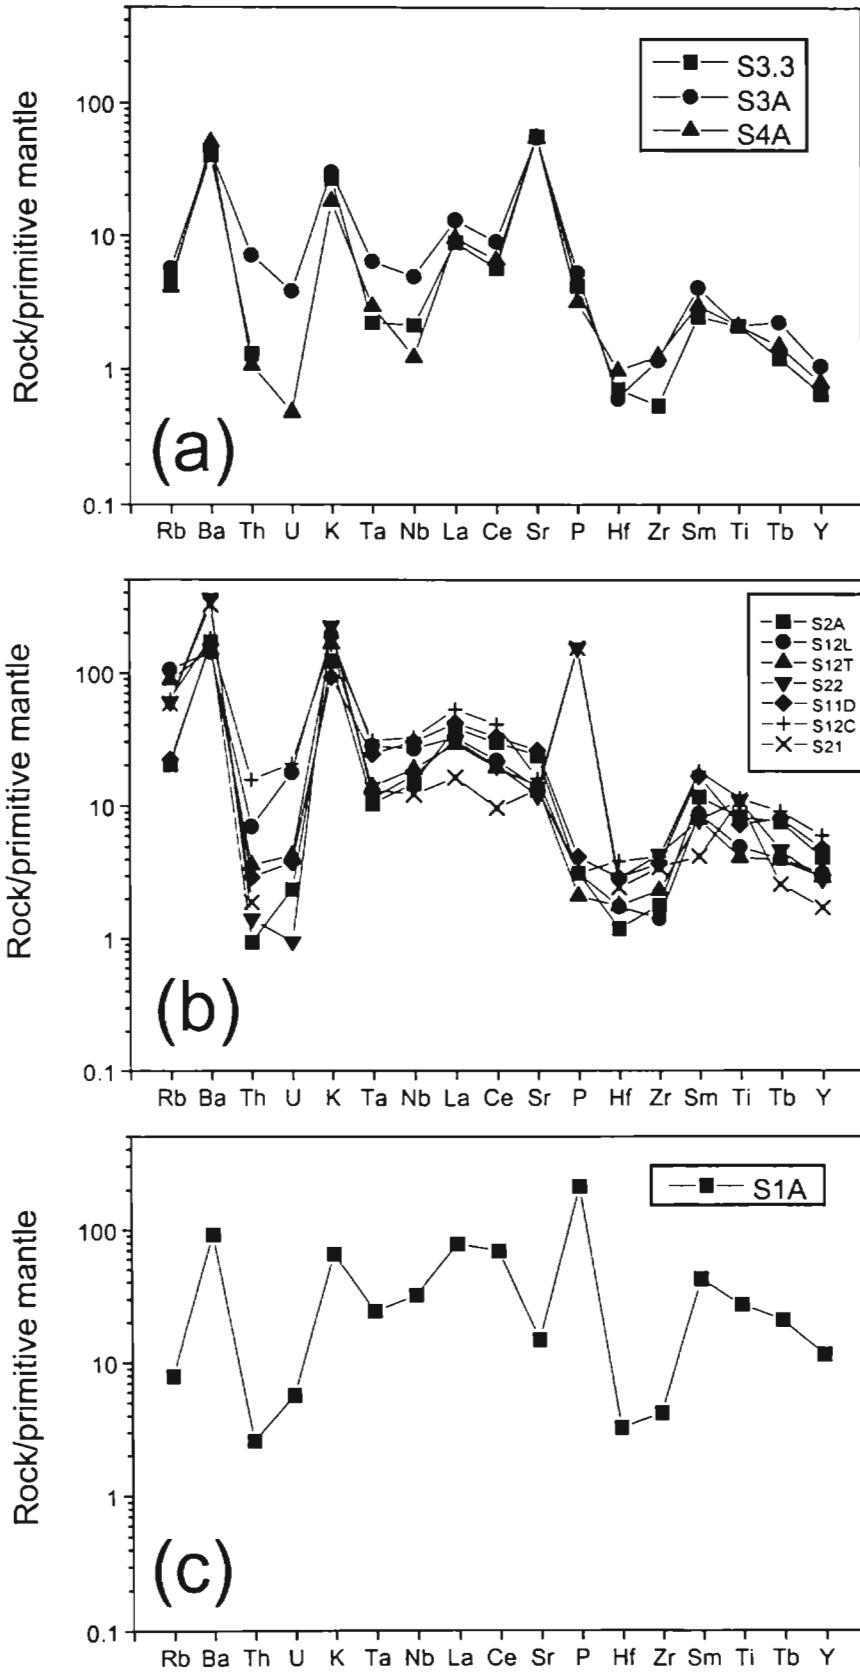 Rock/primitive mantle
100
10
1
0.1
S3.3
S3A
S4A
(a)
Rb Ba Th U K Ta Nb La Ce Sr P Hf Zr Sm Ti Tb Y
Rock/primitive mantle
100
10
1
0.1
S2A
S12L
S12T
S22
S11D
S12C
S21
(b)
Rb Ba Th U K Ta Nb La Ce Sr P Hf Zr Sm Ti Tb Y
Rock/primitive mantle
100
10
1
0.1
S1A
(c)
Rb Ba Th U K Ta Nb La Ce Sr P Hf Zr Sm Ti Tb Y